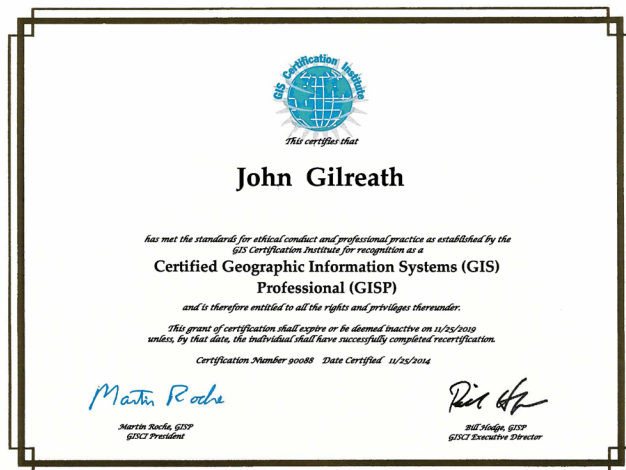 GIS Certification Institute
This certifies that
John Gilreath
has met the standards for ethical conduct and professional practice as established by the
GIS Certification Institute for recognition as a
Certified Geographic Information Systems (GIS)
Professional (GISP)
and is therefore entitled to all the rights and privileges thereunder.
This grant of certification shall expire or be deemed inactive on 11/25/2019
unless, by that date, the individual shall have successfully completed recertification.
Certification Number 90088 Date Certified 11/25/2014
Martin Roche
Martin Roche, GISP
GISCI President
Bill Hodge, GISP
GISCI Executive Director